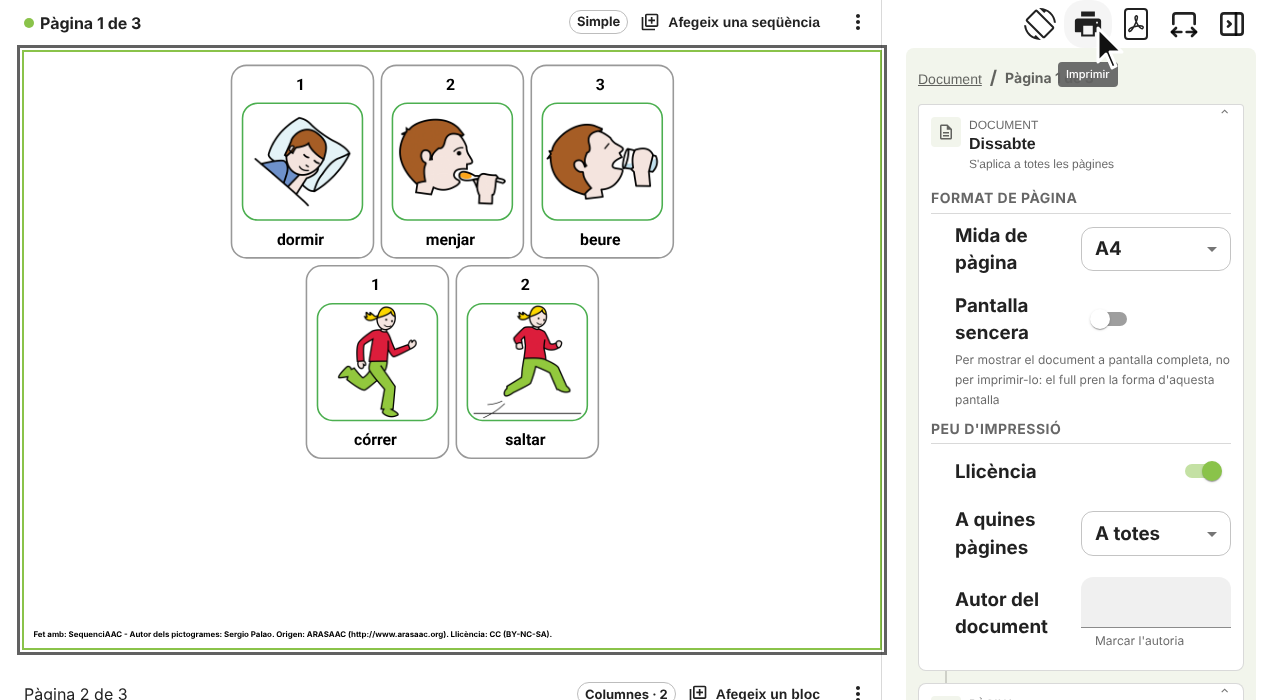 Pàgina 1 de 3
Simple
Afegeix una seqüència
1
2
3
dormir
menjar
beure
1
2
córrer
saltar
Fet amb: SequenciAAC - Autor dels pictogrames: Sergio Palao. Origen: ARASAAC (http://www.arasaac.org). Llicència: CC (BY-NC-SA).
Pàgina 2 de 3
Columnes · 2
Afegeix un bloc
Imprimir
Document / Pàgina
DOCUMENT
Dissabte
S'aplica a totes les pàgines
FORMAT DE PÀGINA
Mida de
pàgina
A4
Pantalla
sencera
Per mostrar el document a pantalla completa, no
per imprimir-lo: el full pren la forma d'aquesta
pantalla
PEU D'IMPRESSIÓ
Llicència
A quines
pàgines
A totes
Autor del
document
Marcar l'autoria